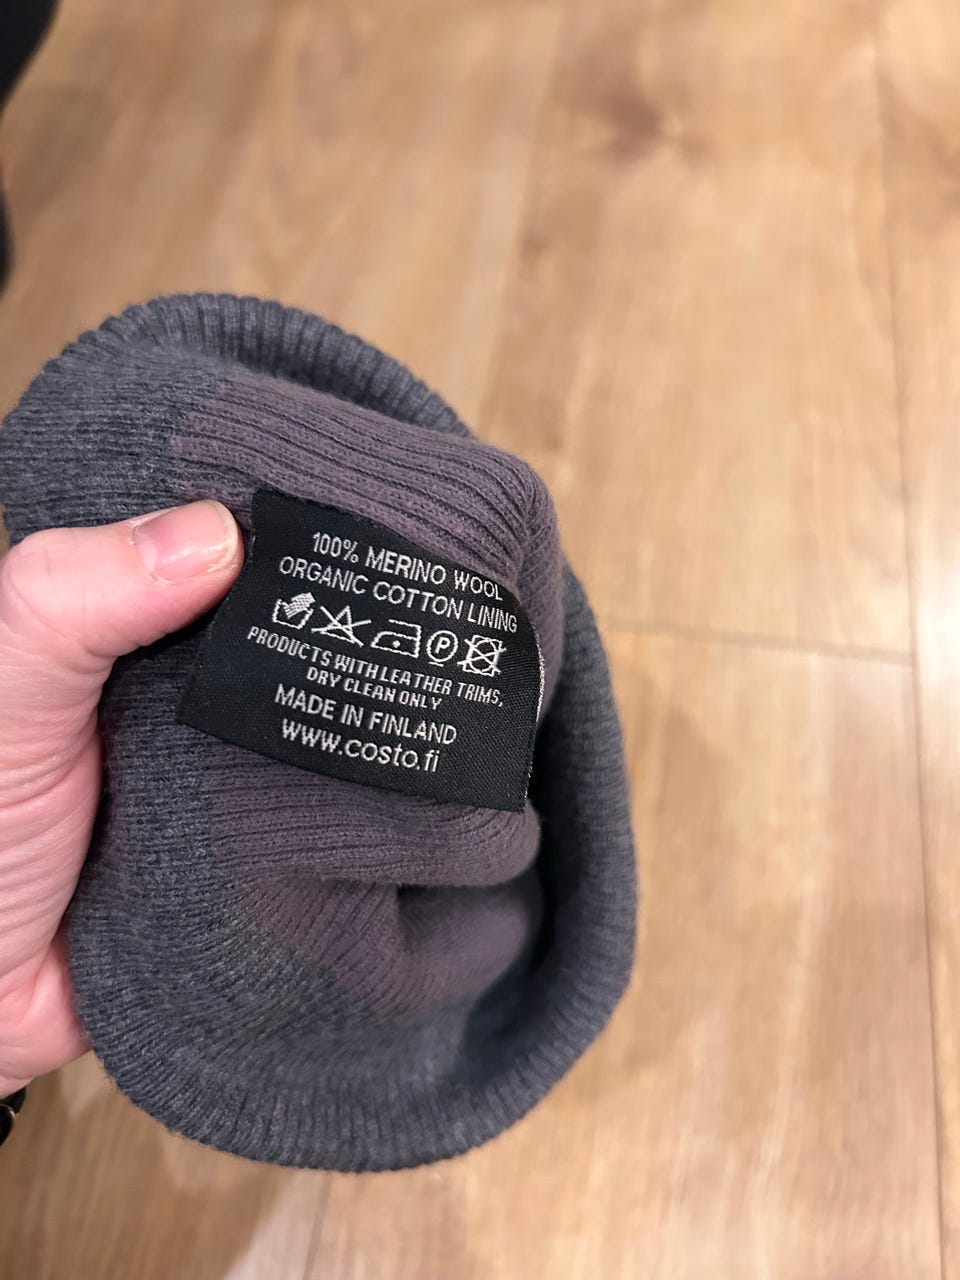 100% MERINO WOOL
ORGANIC COTTON LINING
P
PRODUCTS WITH LEATHER TRIMS,
DRY CLEAN ONLY
MADE IN FINLAND
www.costo.fi